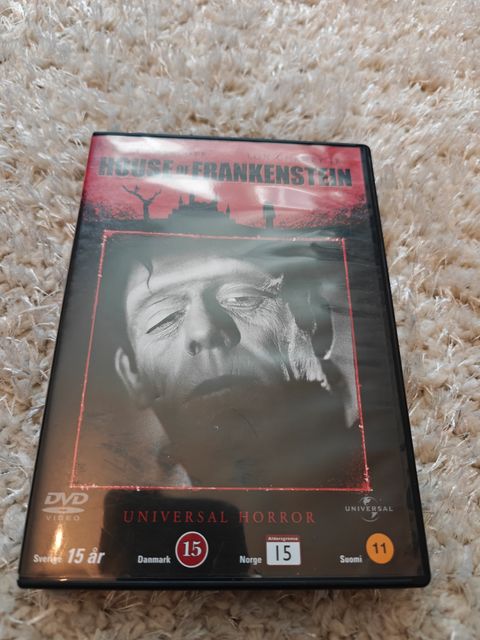 HOUSE OF FRANKENSTEIN
DVD
VIDEO
UNIVERSAL HORROR
UNIVERSAL
Sverige 15 år
Danmark 15
Norge Aldersgrense 15
Suomi 11